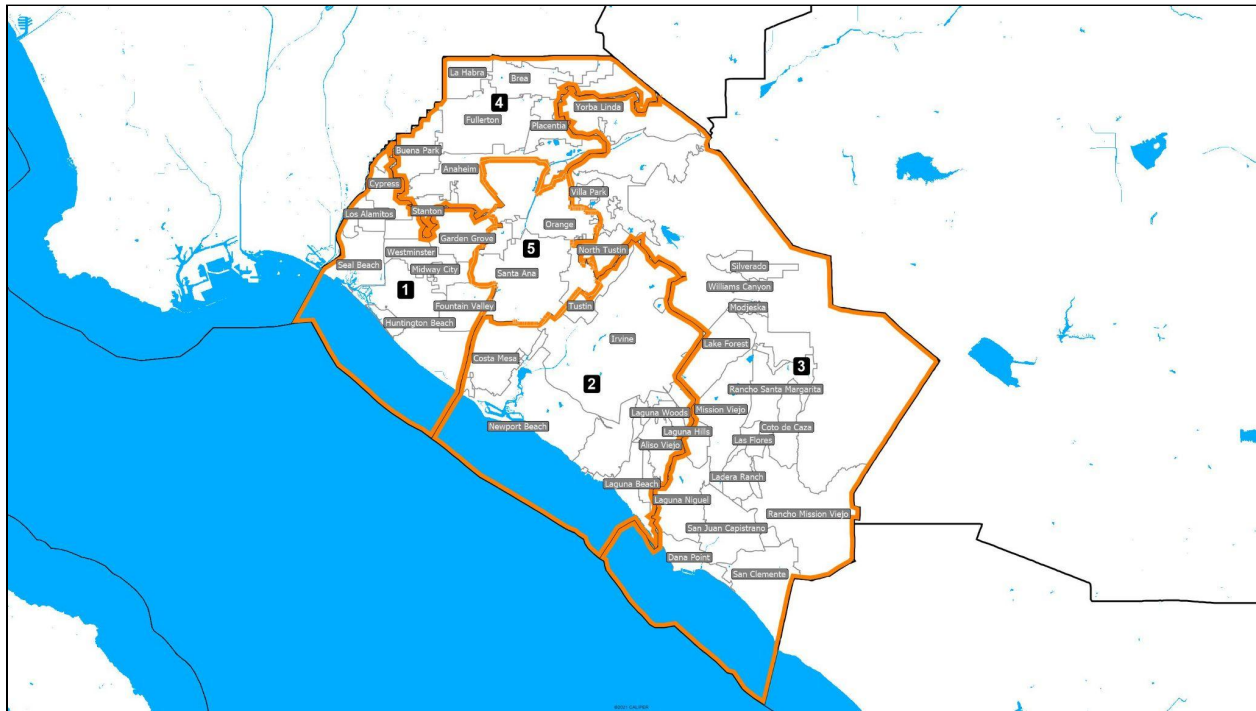 La Habra
Brea
4
Yorba Linda
Fullerton
Placentia
Buena Park
Anaheim
Cypress
Villa Park
Los Alamitos
Stanton
Orange
Garden Grove
5
North Tustin
Westminster
Seal Beach
Midway City
Santa Ana
Silverado
Williams Canyon
1
Fountain Valley
Tustin
Modjeska
Huntington Beach
Irvine
Lake Forest
Costa Mesa
3
2
Rancho Santa Margarita
Laguna Woods
Mission Viejo
Newport Beach
Coto de Caza
Laguna Hills
Las Flores
Aliso Viejo
Ladera Ranch
Laguna Beach
Laguna Niguel
Rancho Mission Viejo
San Juan Capistrano
Dana Point
San Clemente
©2021 CALIPER